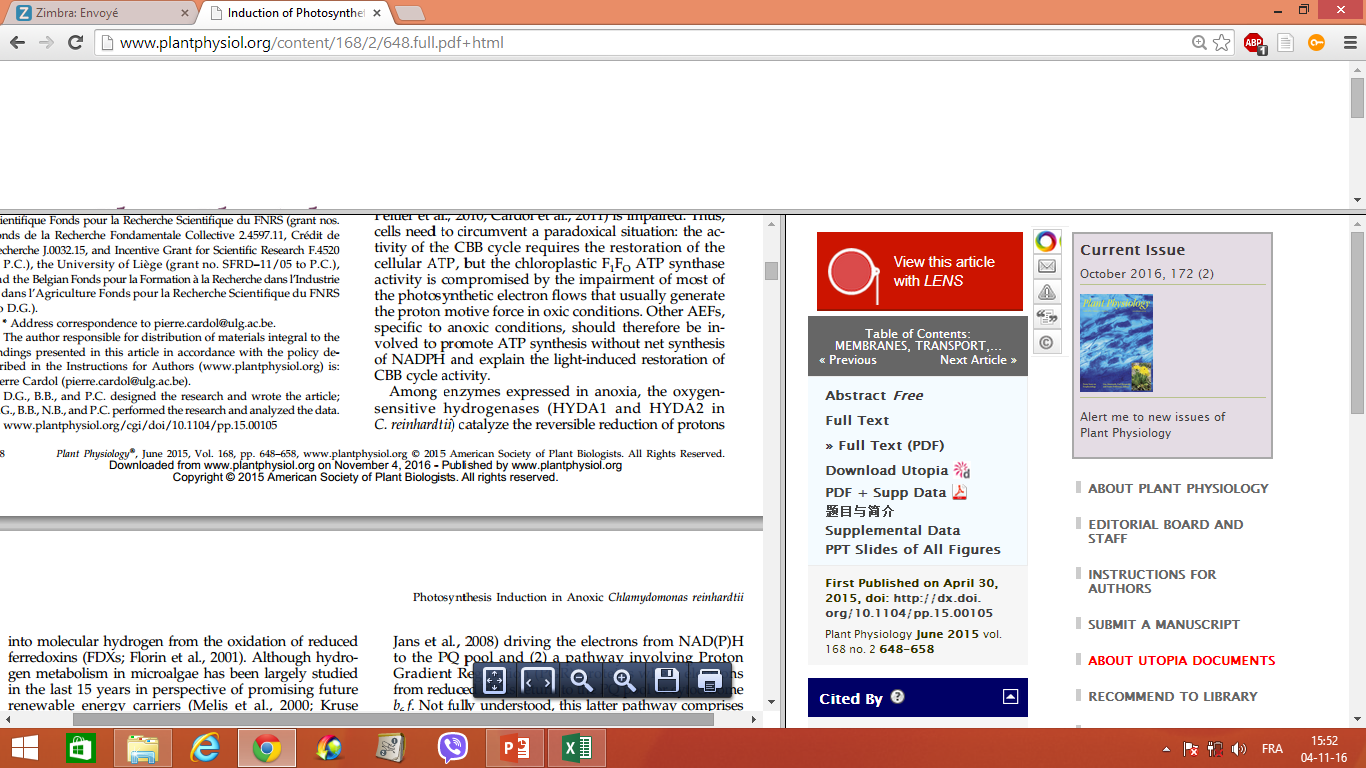 Zimbra: Envoyé
Induction of Photosynthe
www.plantphysiol.org/content/168/2/648.full.pdf+html
ABP
1
ientifique Fonds pour la Recherche Scientifique du FNRS (grant nos.
onds de la Recherche Fondamentale Collective 2.4597.11, Crédit de
echerche J.0032.15, and Incentive Grant for Scientific Research F.4520
P.C.), the University of Liège (grant no. SFRD–11/05 to P.C.),
nd the Belgian Fonds pour la Formation à la Recherche dans l'Industrie
dans l'Agriculture Fonds pour la Recherche Scientifique du FNRS
o D.G.).
* Address correspondence to pierre.cardol@ulg.ac.be.
The author responsible for distribution of materials integral to the
ndings presented in this article in accordance with the policy de-
ribed in the Instructions for Authors (www.plantphysiol.org) is:
erre Cardol (pierre.cardol@ulg.ac.be).
D.G., B.B., and P.C. designed the research and wrote the article;
G., B.B., N.B., and P.C. performed the research and analyzed the data.
www.plantphysiol.org/cgi/doi/10.1104/pp.15.00105
Peltier et al., 2010; Cardol et al., 2011) is impaired. Thus,
cells need to circumvent a paradoxical situation: the ac-
tivity of the CBB cycle requires the restoration of the
cellular ATP, but the chloroplastic F1FO ATP synthase
activity is compromised by the impairment of most of
the photosynthetic electron flows that usually generate
the proton motive force in oxic conditions. Other AEFs,
specific to anoxic conditions, should therefore be in-
volved to promote ATP synthesis without net synthesis
of NADPH and explain the light-induced restoration of
CBB cycle activity.
Among enzymes expressed in anoxia, the oxygen-
sensitive hydrogenases (HYDA1 and HYDA2 in
C. reinhardtii) catalyze the reversible reduction of protons
8 Plant Physiology®, June 2015, Vol. 168, pp. 648–658, www.plantphysiol.org © 2015 American Society of Plant Biologists. All Rights Reserved.
Downloaded from www.plantphysiol.org on November 4, 2016 - Published by www.plantphysiol.org
Copyright © 2015 American Society of Plant Biologists. All rights reserved.
Photosynthesis Induction in Anoxic Chlamydomonas reinhardtii
into molecular hydrogen from the oxidation of reduced
ferredoxins (FDXs; Florin et al., 2001). Although hydro-
gen metabolism in microalgae has been largely studied
in the last 15 years in perspective of promising future
renewable energy carriers (Melis et al., 2000; Kruse
Jans et al., 2008) driving the electrons from NAD(P)H
to the PQ pool and (2) a pathway involving Proton
Gradient Re
from reduce
b6f. Not fully understood, this latter pathway comprises
View this article
with LENS
Table of Contents:
MEMBRANES, TRANSPORT,...
« Previous Next Article »
Abstract Free
Full Text
» Full Text (PDF)
Download Utopia
PDF + Supp Data
题目与简介
Supplemental Data
PPT Slides of All Figures
First Published on April 30,
2015, doi: http://dx.doi.
org/10.1104/pp.15.00105
Plant Physiology June 2015 vol.
168 no. 2 648-658
Cited By
Current Issue
October 2016, 172 (2)
Plant Physiology
Alert me to new issues of
Plant Physiology
ABOUT PLANT PHYSIOLOGY
EDITORIAL BOARD AND
STAFF
INSTRUCTIONS FOR
AUTHORS
SUBMIT A MANUSCRIPT
ABOUT UTOPIA DOCUMENTS
RECOMMEND TO LIBRARY
FRA
15:52
04-11-16